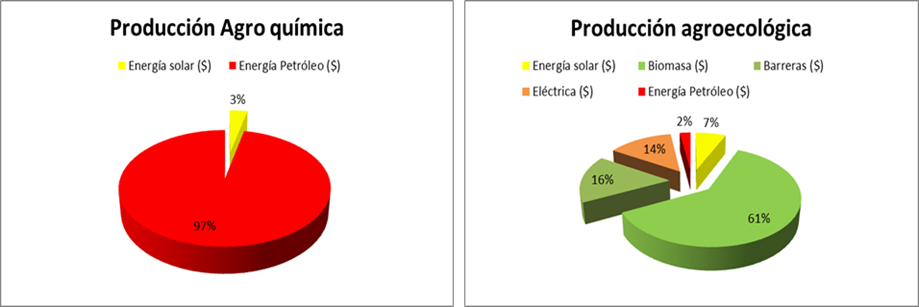 Producción Agro química
Energía solar ($) Energía Petróleo ($)
3%
97%
Producción agroecológica
Energía solar ($) Biomasa ($) Barreras ($)
Eléctrica ($) Energía Petróleo ($)
2% 7%
14%
16%
61%